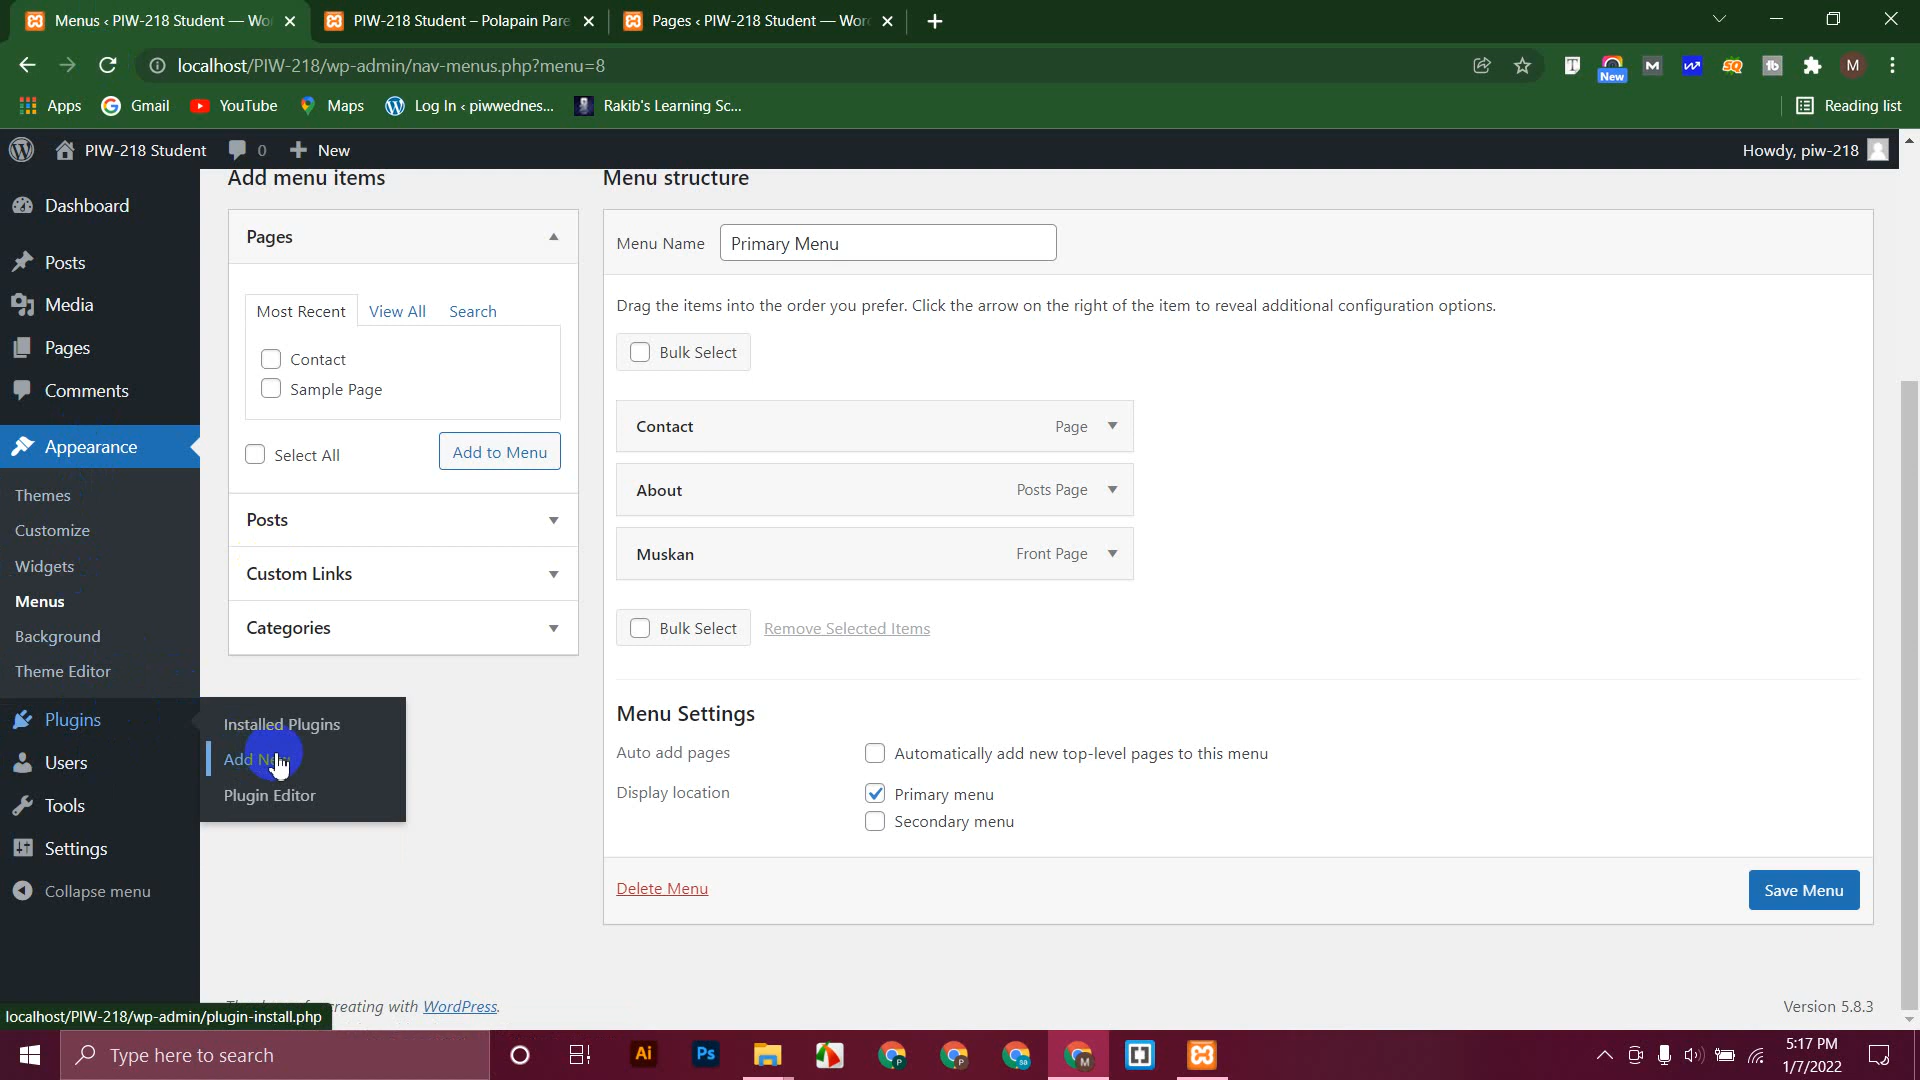 Menus ‹ PIW-218 Student — Wo
PIW-218 Student – Polapain Pare
Pages ‹ PIW-218 Student — Wor
localhost/PIW-218/wp-admin/nav-menus.php?menu=8
New
M
Apps
Gmail
YouTube
Maps
Log In ‹ piwwednes...
Rakib's Learning Sc...
Reading list
PIW-218 Student
0
New
Howdy, piw-218
Dashboard
Posts
Media
Pages
Comments
Appearance
Themes
Customize
Widgets
Menus
Background
Theme Editor
Plugins
Users
Tools
Settings
Collapse menu
Installed Plugins
Add New
Plugin Editor
Add menu items
Pages
Most Recent
View All
Search
Contact
Sample Page
Select All
Add to Menu
Posts
Custom Links
Categories
Menu structure
Menu Name
Primary Menu
Drag the items into the order you prefer. Click the arrow on the right of the item to reveal additional configuration options.
Bulk Select
Contact
Page
About
Posts Page
Muskan
Front Page
Bulk Select
Remove Selected Items
Menu Settings
Auto add pages
Automatically add new top-level pages to this menu
Display location
Primary menu
Secondary menu
Delete Menu
Save Menu
creating with WordPress.
Version 5.8.3
localhost/PIW-218/wp-admin/plugin-install.php
Type here to search
Ai
Ps
5:17 PM
1/7/2022